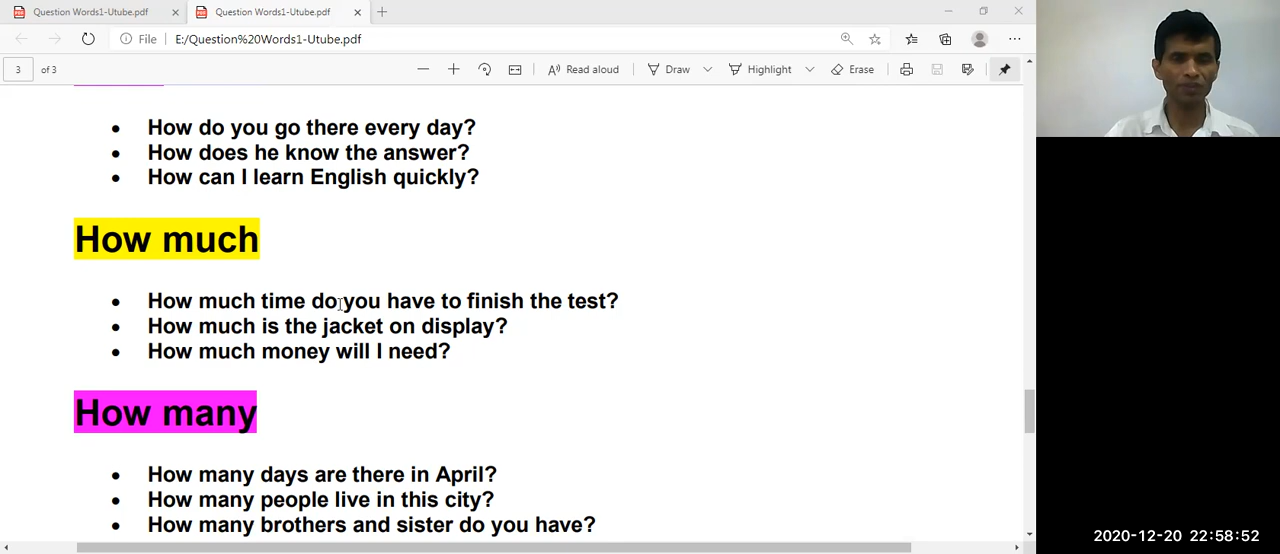 Question Words1-Utube.pdf
Question Words1-Utube.pdf
File E:/Question%20Words1-Utube.pdf
3 of 3 Read aloud Draw Highlight Erase
How do you go there every day?
How does he know the answer?
How can I learn English quickly?
How much
How much time do you have to finish the test?
How much is the jacket on display?
How much money will I need?
How many
How many days are there in April?
How many people live in this city?
How many brothers and sister do you have?
2020-12-20 22:58:52